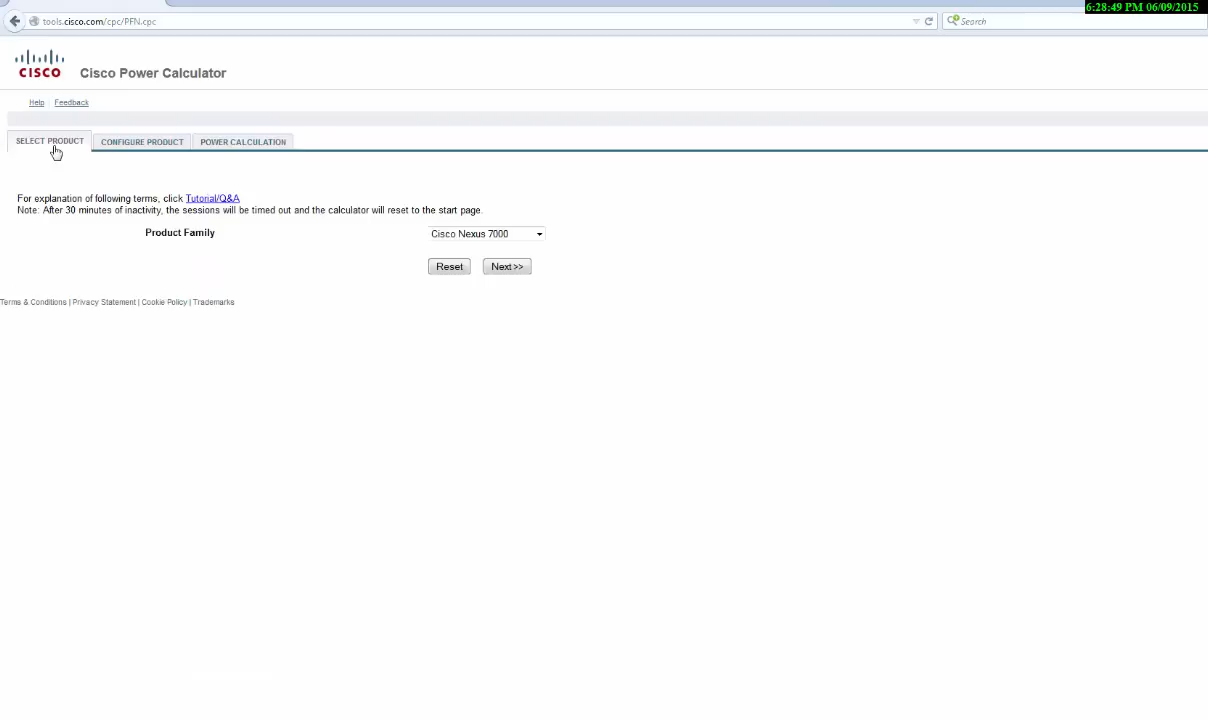 6:28:49 PM 06/09/2015
tools.cisco.com/cpc/PFN.cpc
Search
CISCO
Cisco Power Calculator
Help Feedback
SELECT PRODUCT CONFIGURE PRODUCT POWER CALCULATION
For explanation of following terms, click Tutorial/Q&A
Note: After 30 minutes of inactivity, the sessions will be timed out and the calculator will reset to the start page.
Product Family Cisco Nexus 7000
Reset Next>>
Terms & Conditions | Privacy Statement | Cookie Policy | Trademarks